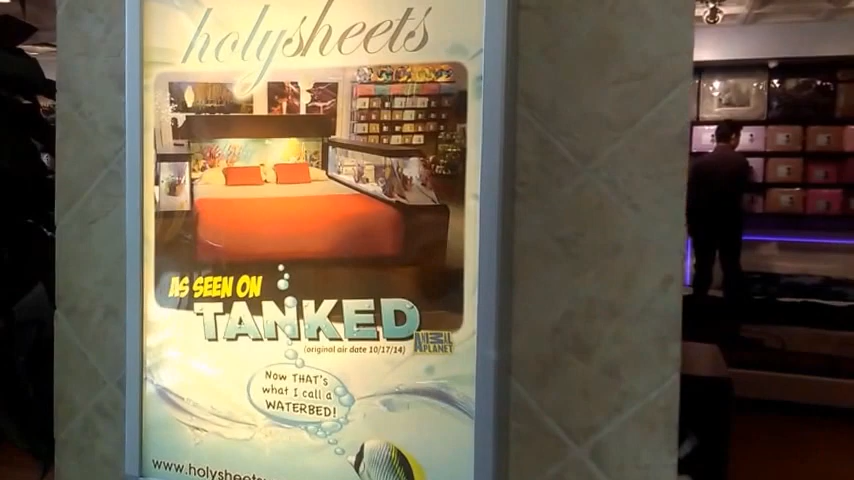 holysheets
AS SEEN ON
TANKED
(original air date 10/17/14)
ANIMAL
PLANET
NOW THAT'S
WHAT I CALL A
WATERBED!
www.holysheets